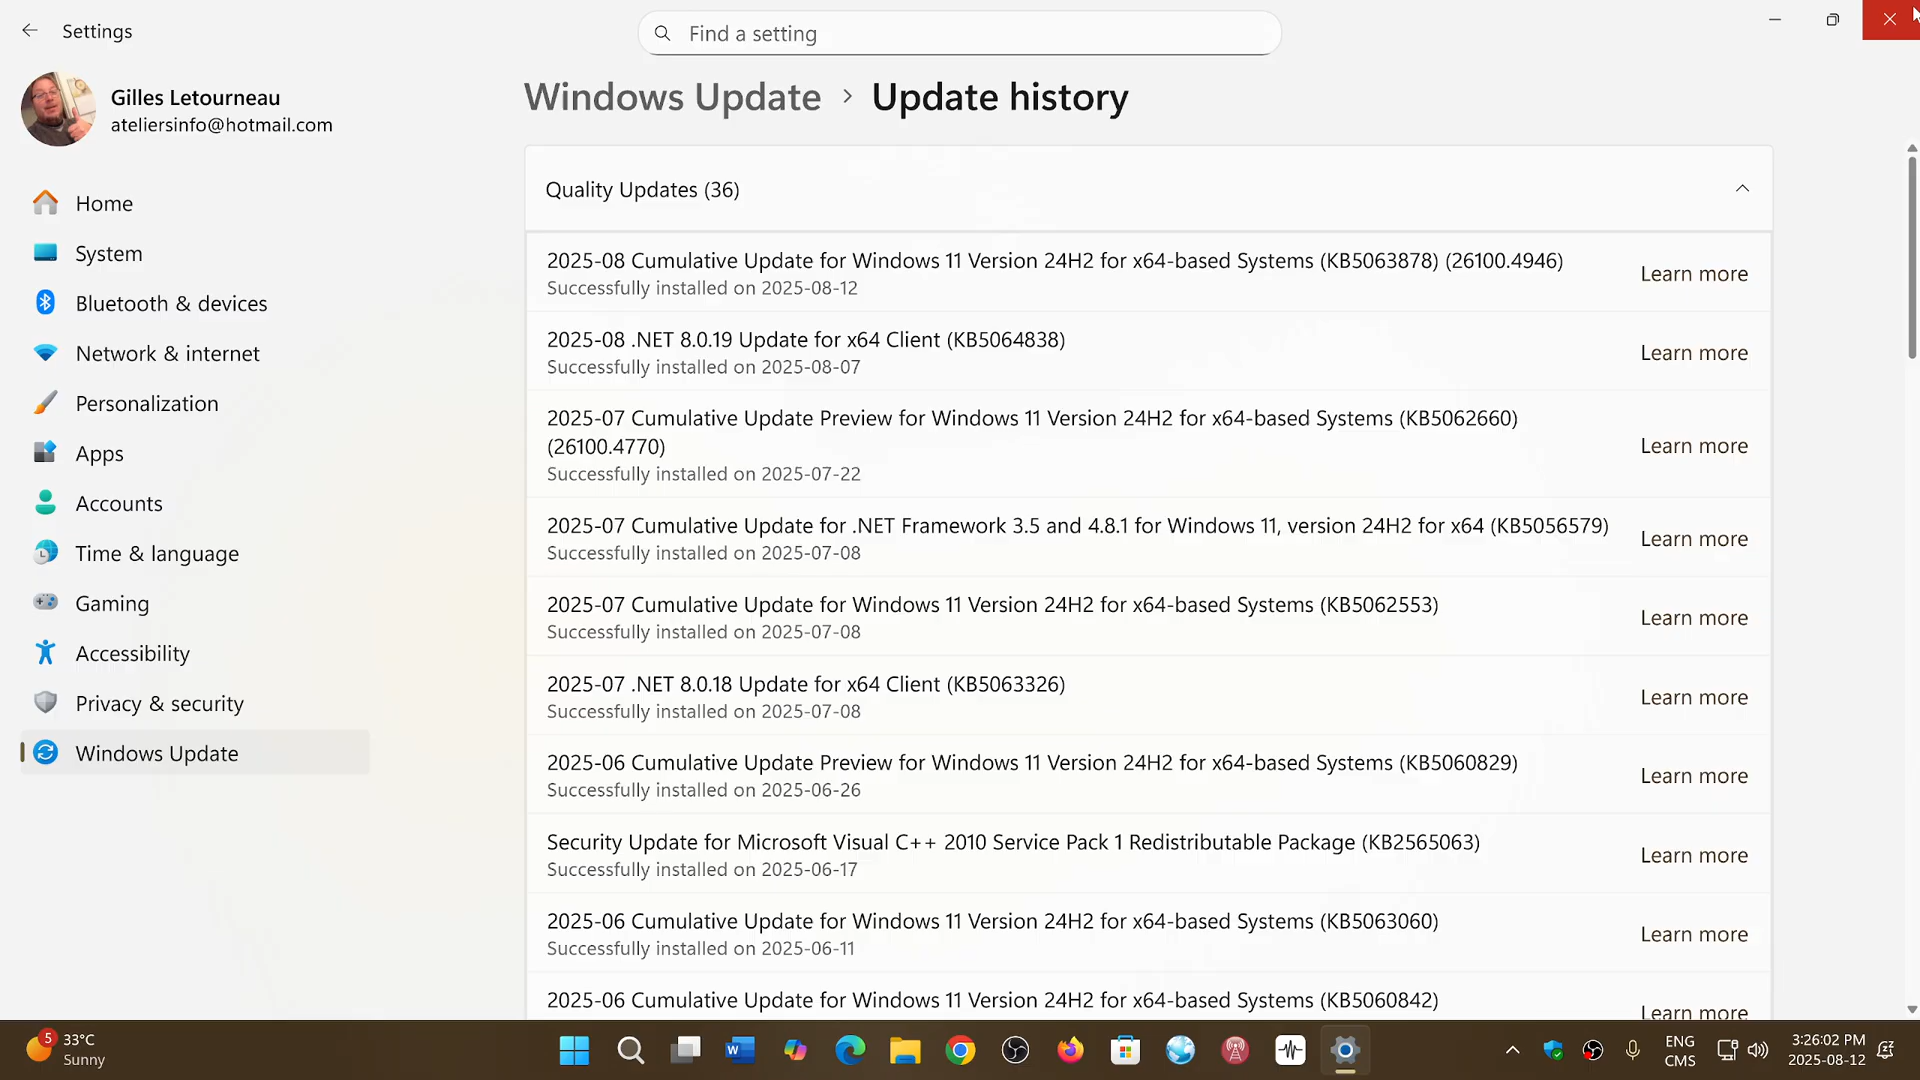 Settings
Find a setting
Gilles Letourneau
ateliersinfo@hotmail.com
Home
System
Bluetooth & devices
Network & internet
Personalization
Apps
Accounts
Time & language
Gaming
Accessibility
Privacy & security
Windows Update
Windows Update > Update history
Quality Updates (36)
2025-08 Cumulative Update for Windows 11 Version 24H2 for x64-based Systems (KB5063878) (26100.4946)
Successfully installed on 2025-08-12
Learn more
2025-08 .NET 8.0.19 Update for x64 Client (KB5064838)
Successfully installed on 2025-08-07
Learn more
2025-07 Cumulative Update Preview for Windows 11 Version 24H2 for x64-based Systems (KB5062660)
(26100.4770)
Successfully installed on 2025-07-22
Learn more
2025-07 Cumulative Update for .NET Framework 3.5 and 4.8.1 for Windows 11, version 24H2 for x64 (KB5056579)
Successfully installed on 2025-07-08
Learn more
2025-07 Cumulative Update for Windows 11 Version 24H2 for x64-based Systems (KB5062553)
Successfully installed on 2025-07-08
Learn more
2025-07 .NET 8.0.18 Update for x64 Client (KB5063326)
Successfully installed on 2025-07-08
Learn more
2025-06 Cumulative Update Preview for Windows 11 Version 24H2 for x64-based Systems (KB5060829)
Successfully installed on 2025-06-26
Learn more
Security Update for Microsoft Visual C++ 2010 Service Pack 1 Redistributable Package (KB2565063)
Successfully installed on 2025-06-17
Learn more
2025-06 Cumulative Update for Windows 11 Version 24H2 for x64-based Systems (KB5063060)
Successfully installed on 2025-06-11
Learn more
2025-06 Cumulative Update for Windows 11 Version 24H2 for x64-based Systems (KB5060842)
Learn more
5
33°C
Sunny
W
ENG
CMS
3:26:02 PM
2025-08-12